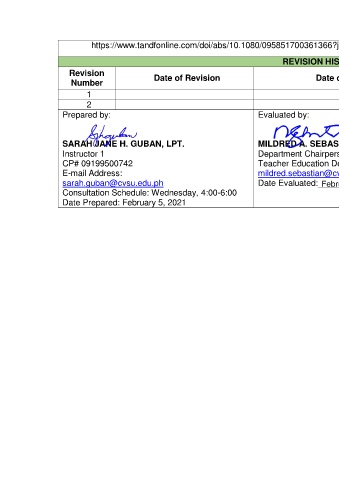 https://www.tandfonline.com/doi/abs/10.1080/09585170036136​6?j
REVISION HIS
Revision Number
Date of Revision
Date
1
2
Prepared by:
SARAH JANE H. GUBAN, LPT.
Instructor 1
CP# 09199500742
E-mail Address:
sarah.guban@cvsu.edu.ph
Consultation Schedule: Wednesday, 4:00-6:00
Date Prepared: February 5, 2021
Evaluated by:
MILDRED A. SEBAS
Department Chairpers
Teacher Education De
mildred.sebastian@cv
Date Evaluated: Febr